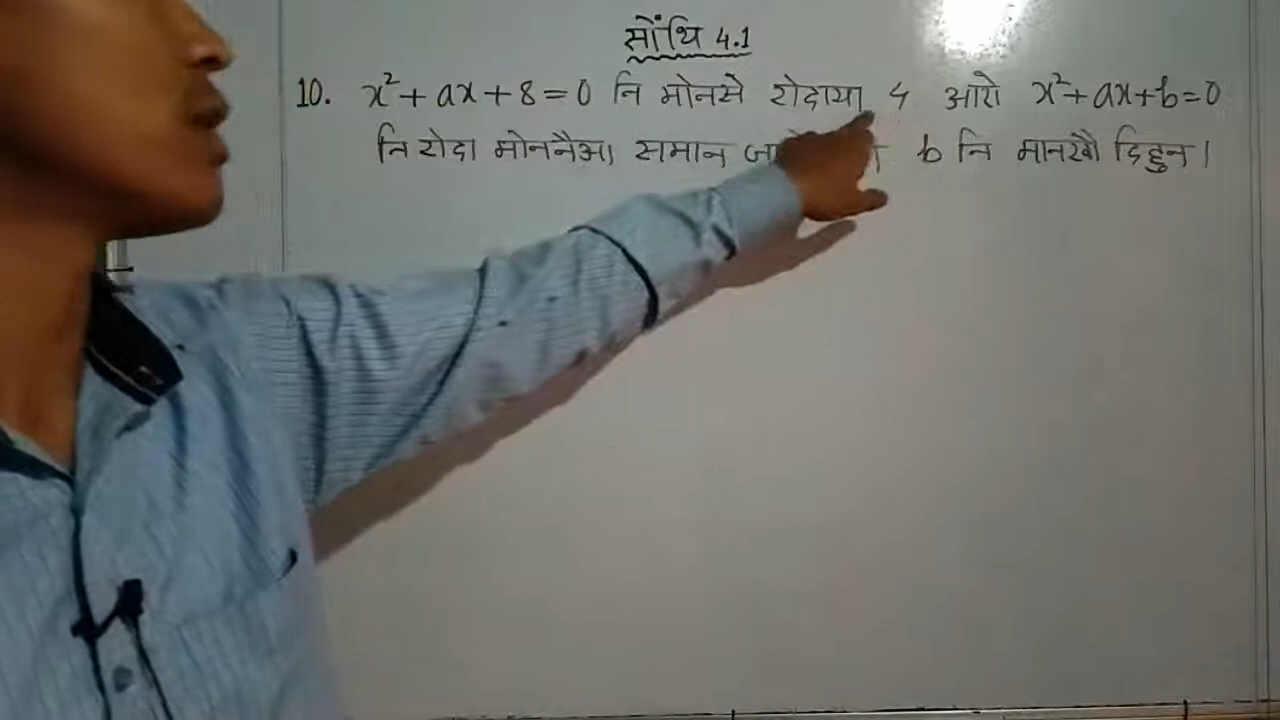 सोंथि 4.1
10. x²+ax+8=0 नि मोनसे रोदाया 4 आरो x²+ax+b=0
नि रोदा मोननैआ समान b नि मानखौ दिहुन।